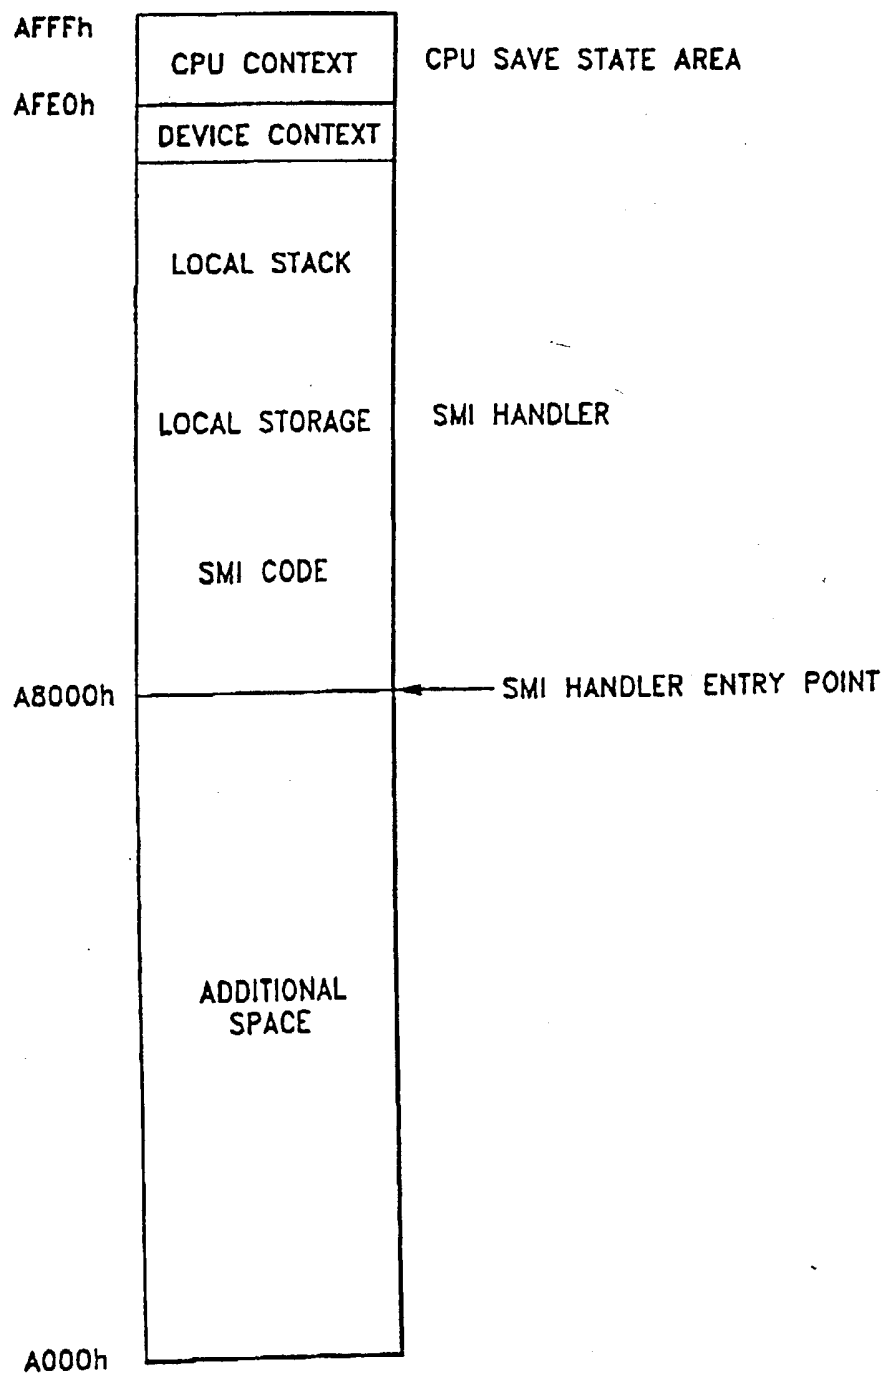 AFFFh
CPU CONTEXT
CPU SAVE STATE AREA
AFE0h
DEVICE CONTEXT
LOCAL STACK
LOCAL STORAGE
SMI HANDLER
SMI CODE
A8000h
SMI HANDLER ENTRY POINT
ADDITIONAL
SPACE
A000h